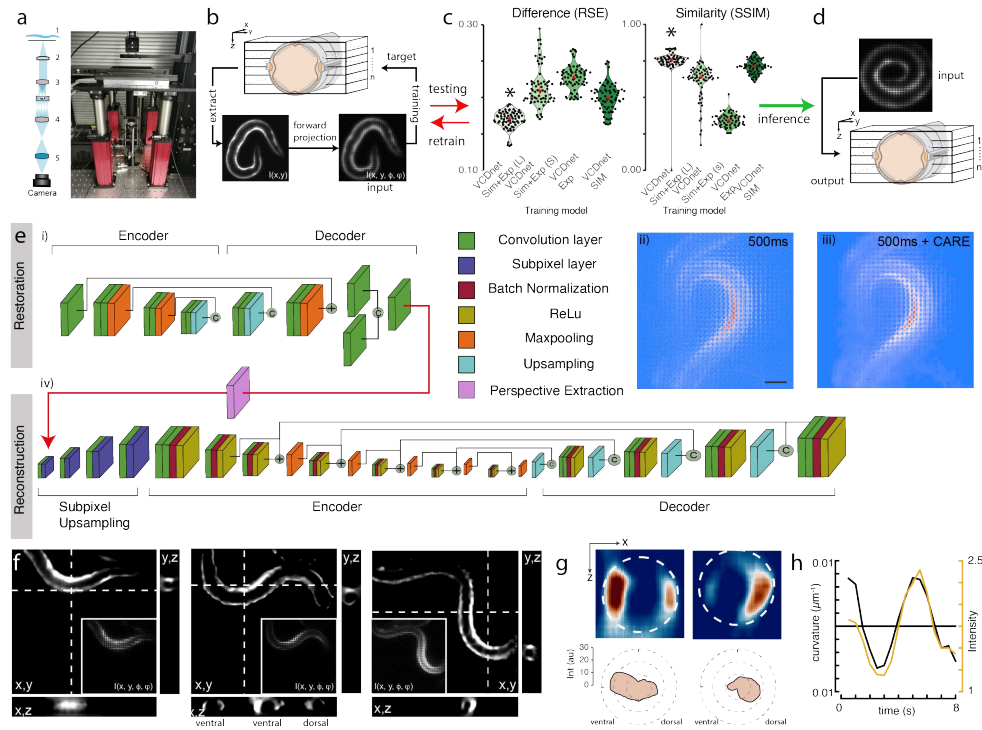 a
1
2
3
4
5
Camera
b
x
y
z
1
n
target
extract
training
forward
projection
I(x,y)
I(x, y, ϕ, φ)
input
testing
retrain
c
Difference (RSE)
0.30
0.10
*
VCDnet
Sim+Exp (L)
VCDnet
Sim+Exp (S)
VCDnet
Exp
VCDnet
SIM
Training model
Similarity (SSIM)
1.00
0.00
*
VCDnet
Sim+Exp (L)
VCDnet
Sim+Exp (s)
VCDnet
Exp
VCDnet
SIM
Training model
inference
d
input
x
y
z
1
n
output
e
Restoration
i)
Encoder
Decoder
C
C
+
C
Convolution layer
Subpixel layer
Batch Normalization
ReLu
Maxpooling
Upsampling
Perspective Extraction
ii)
500ms
iii)
500ms + CARE
Reconstruction
iv)
+
+
+
+
+
C
C
C
C
Subpixel
Upsampling
Encoder
Decoder
f
y,z
x,y
I(x, y, ϕ, φ)
x,z
y,z
x,y
I(x, y, ϕ, φ)
x,z
ventral
ventral
dorsal
y,z
x,y
I(x, y, ϕ, φ)
x,z
g
x
z
Int (au)
30
20
10
0
ventral
dorsal
ventral
dorsal
h
0.01
curvature (µm⁻¹)
0.01
2.5
Intensity
1
0
8
time (s)